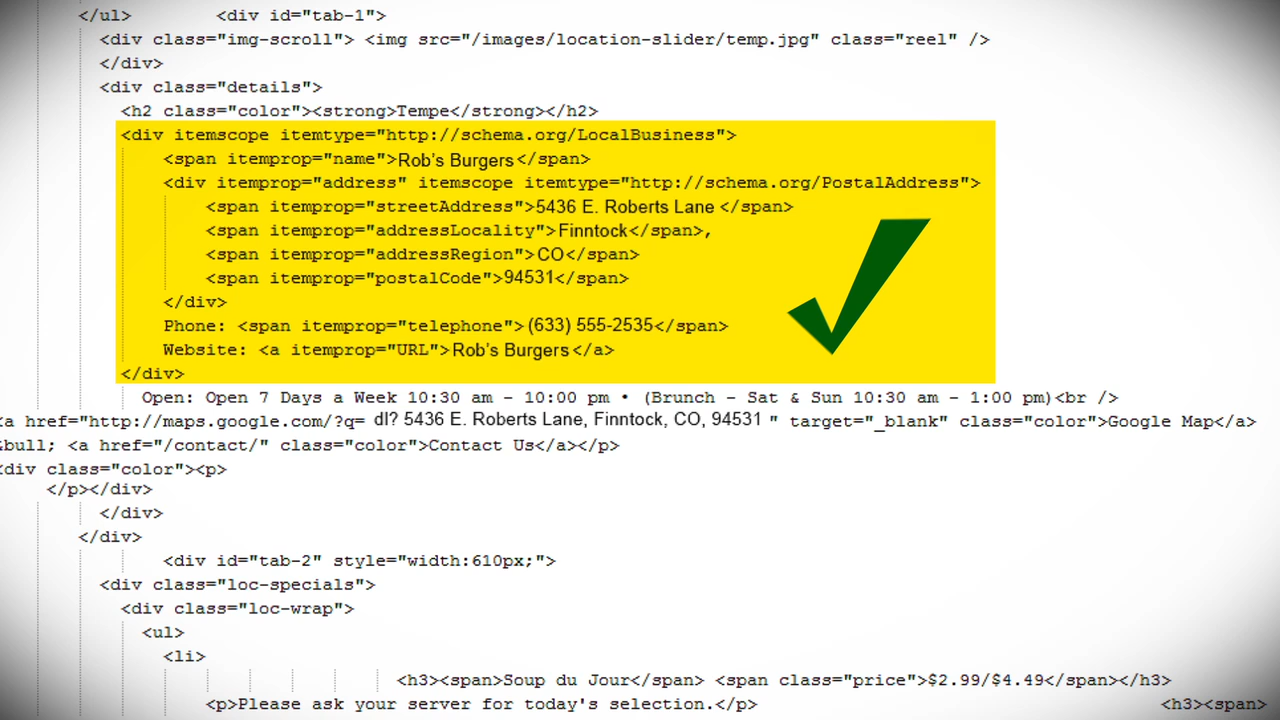 </ul> <div id="tab-1">
<div class="img-scroll"> <img src="/images/location-slider/temp.jpg" class="reel" />
</div>
<div class="details">
<h2 class="color"><strong>Tempe</strong></h2>
<div itemscope itemtype="http://schema.org/LocalBusiness">
<span itemprop="name">Rob's Burgers</span>
<div itemprop="address" itemscope itemtype="http://schema.org/PostalAddress">
<span itemprop="streetAddress">5436 E. Roberts Lane </span>
<span itemprop="addressLocality">Finntock</span>,
<span itemprop="addressRegion">CO</span>
<span itemprop="postalCode">94531</span>
</div>
Phone: <span itemprop="telephone">(633) 555-2535</span>
Website: <a itemprop="URL">Rob's Burgers</a>
</div>
Open: Open 7 Days a Week 10:30 am - 10:00 pm • (Brunch - Sat & Sun 10:30 am - 1:00 pm)<br />
<a href="http://maps.google.com/?q= dl? 5436 E. Roberts Lane, Finntock, CO, 94531 " target="_blank" class="color">Google Map</a>
&bull; <a href="/contact/" class="color">Contact Us</a></p>
<div class="color"><p>
</p></div>
</div>
</div>
<div id="tab-2" style="width:610px;">
<div class="loc-specials">
<div class="loc-wrap">
<ul>
<li>
<h3><span>Soup du Jour</span> <span class="price">$2.99/$4.49</span></h3>
<p>Please ask your server for today's selection.</p> <h3><span>